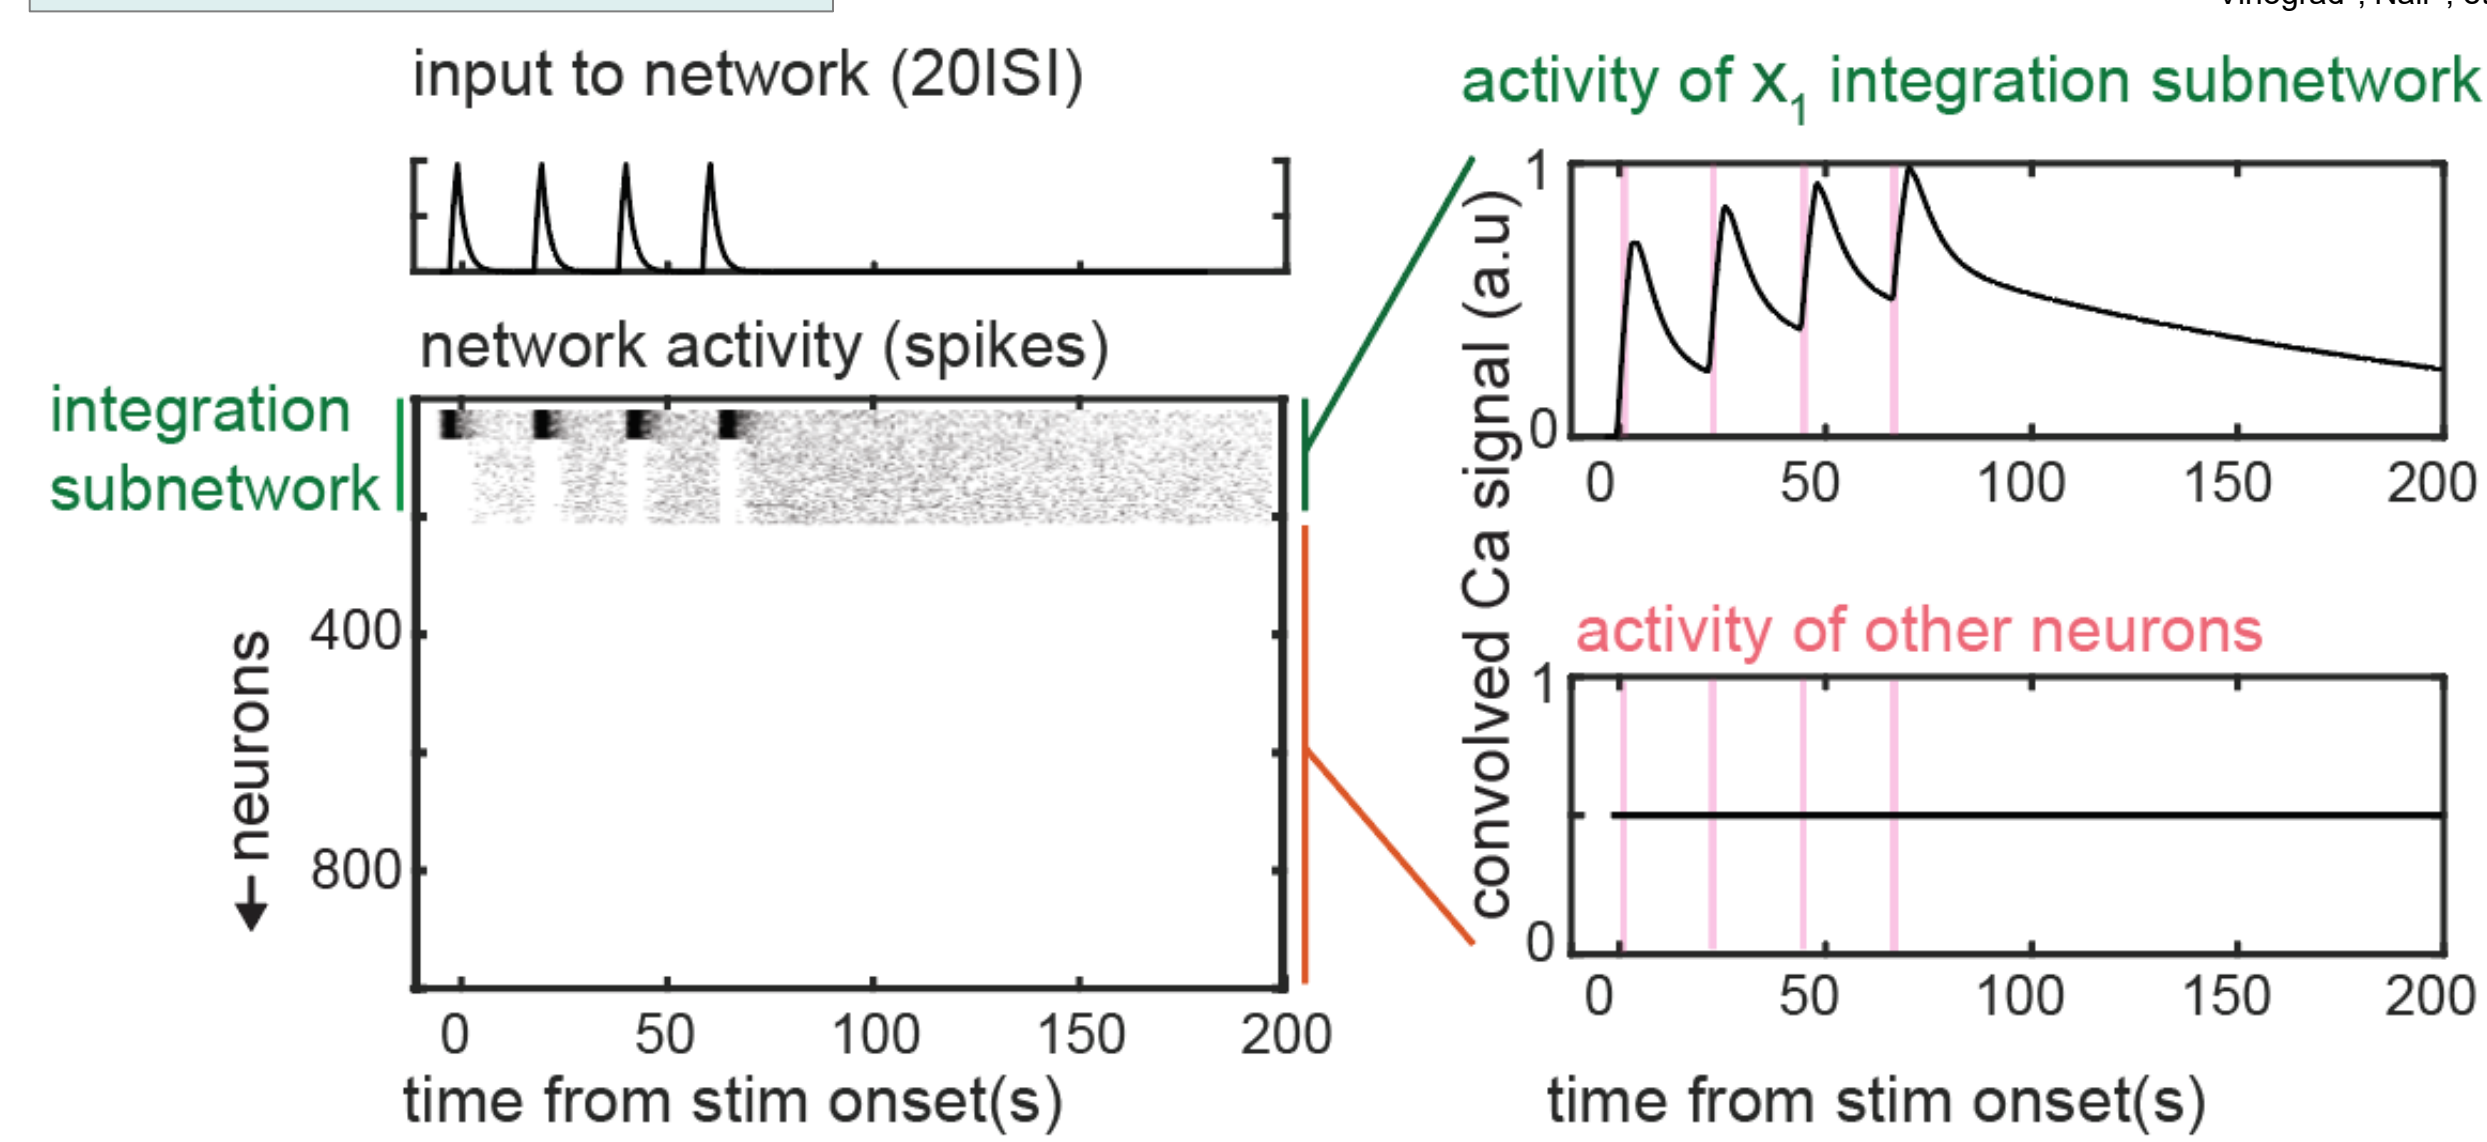 input to network (20ISI)
network activity (spikes)
integration
subnetwork
← neurons
400
800
0 50 100 150 200
time from stim onset(s)
activity of x1 integration subnetwork
convolved Ca signal (a.u)
1
0
0 50 100 150 200
activity of other neurons
1
0
0 50 100 150 200
time from stim onset(s)